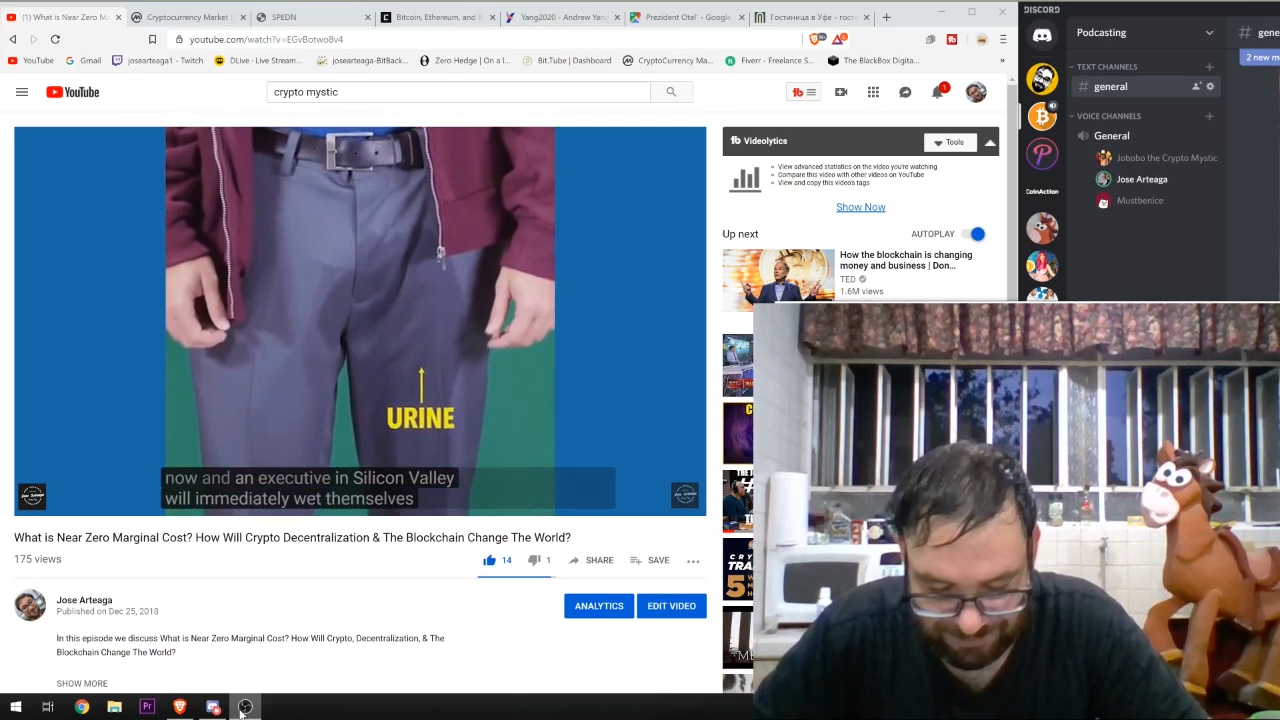 (1) What is Near Zero M
Cryptocurrency Market
SPEDN
Bitcoin, Ethereum, and
Yang2020 - Andrew Yan
Prezident Otel' - Google
Гостиница в Уфе - гост
youtube.com/watch?v=EGvBotwo8v4
YouTube
Gmail
jbearteaga1 - Twitch
DLive · Live Stream...
josearteaga-BitBack...
Zero Hedge | On a l...
BitTube | Dashboard
CryptoCurrency Ma...
Fiverr - Freelance S...
The BlackBox Digita...
»
YouTube
crypto mystic
1
now and an executive in Silicon Valley
will immediately wet themselves
URINE
What is Near Zero Marginal Cost? How Will Crypto Decentralization & The Blockchain Change The World?
175 views
14
1
SHARE
SAVE
Jose Arteaga
Published on Dec 25, 2018
ANALYTICS
EDIT VIDEO
In this episode we discuss What is Near Zero Marginal Cost? How Will Crypto, Decentralization, & The
Blockchain Change The World?
SHOW MORE
Videolytics
Tools
View advanced statistics on the video you're watching
Compare this video with other videos on YouTube
View and copy this video's tags
Show Now
Up next
AUTOPLAY
How the blockchain is changing
money and business | Don...
TED
1.6M views
DISCORD
Podcasting
# gene
2 new m
TEXT CHANNELS
# general
VOICE CHANNELS
General
Jobobo the Crypto Mystic
Jose Arteaga
Mustbenice
CoinAction